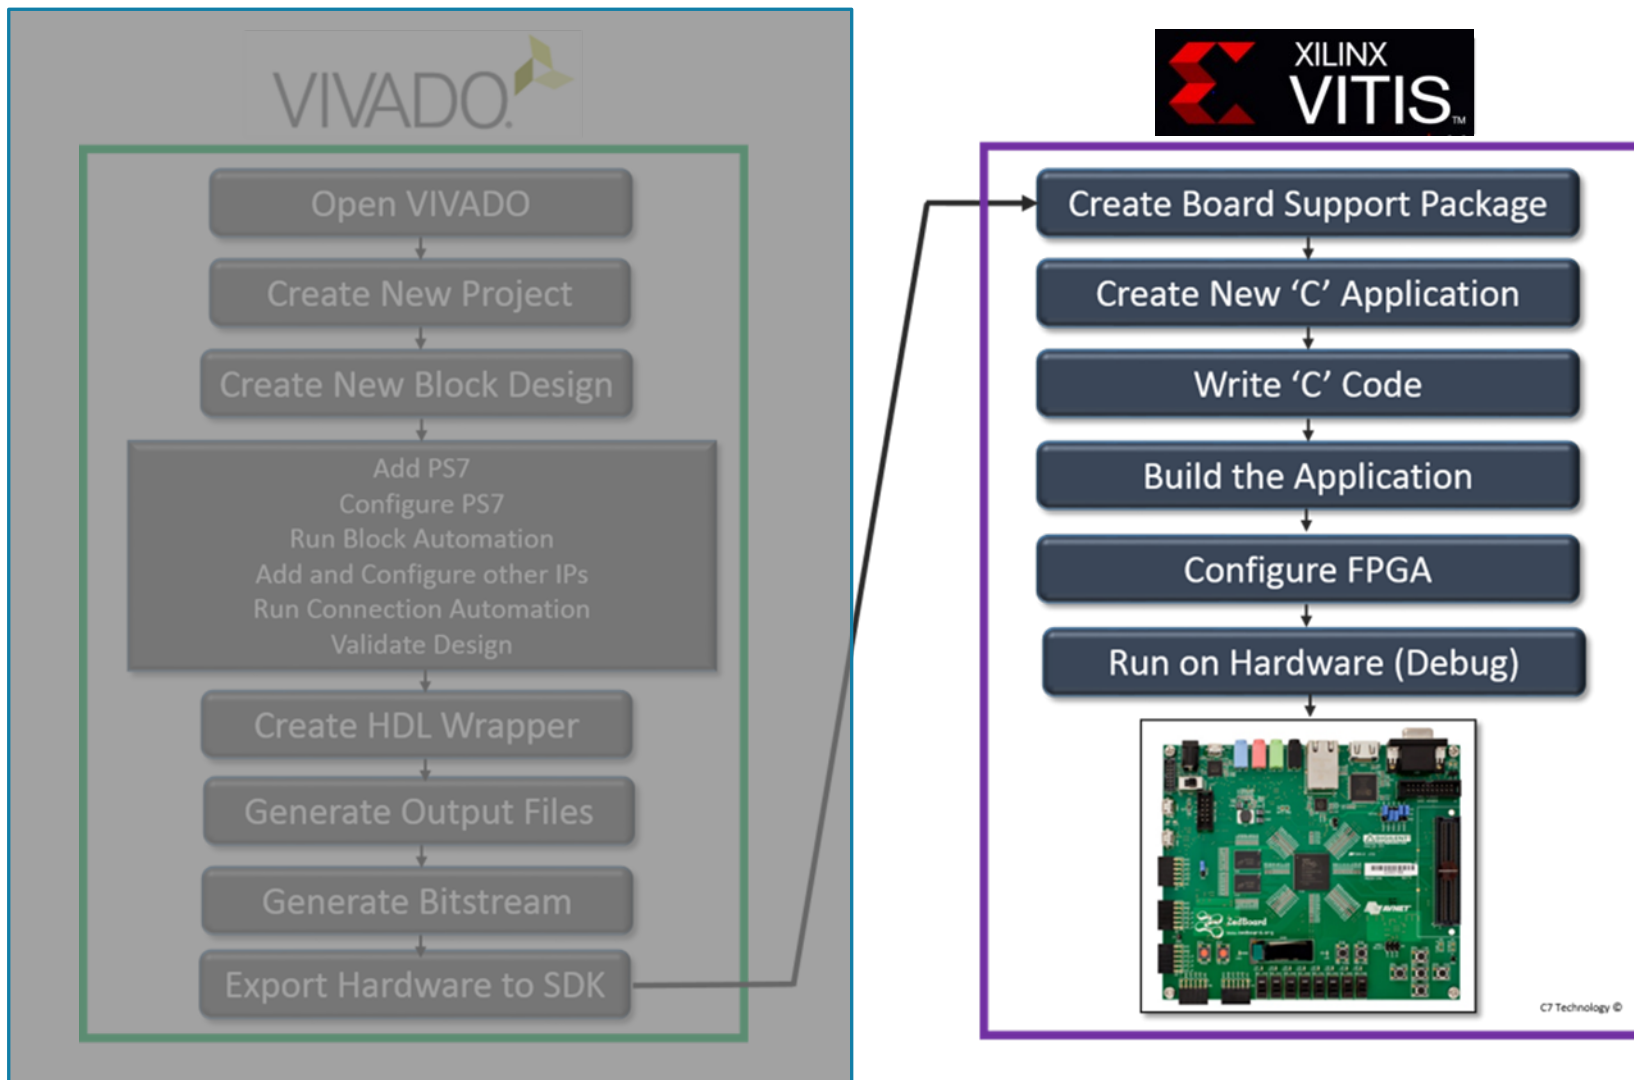 VIVADO.
Open VIVADO
Create New Project
Create New Block Design
Add PS7
Configure PS7
Run Block Automation
Add and Configure other IPs
Run Connection Automation
Validate Design
Create HDL Wrapper
Generate Output Files
Generate Bitstream
Export Hardware to SDK
XILINX
VITIS™
Create Board Support Package
Create New ‘C’ Application
Write ‘C’ Code
Build the Application
Configure FPGA
Run on Hardware (Debug)
DIGILENT
AVNET
ZedBoard
C7 Technology ©